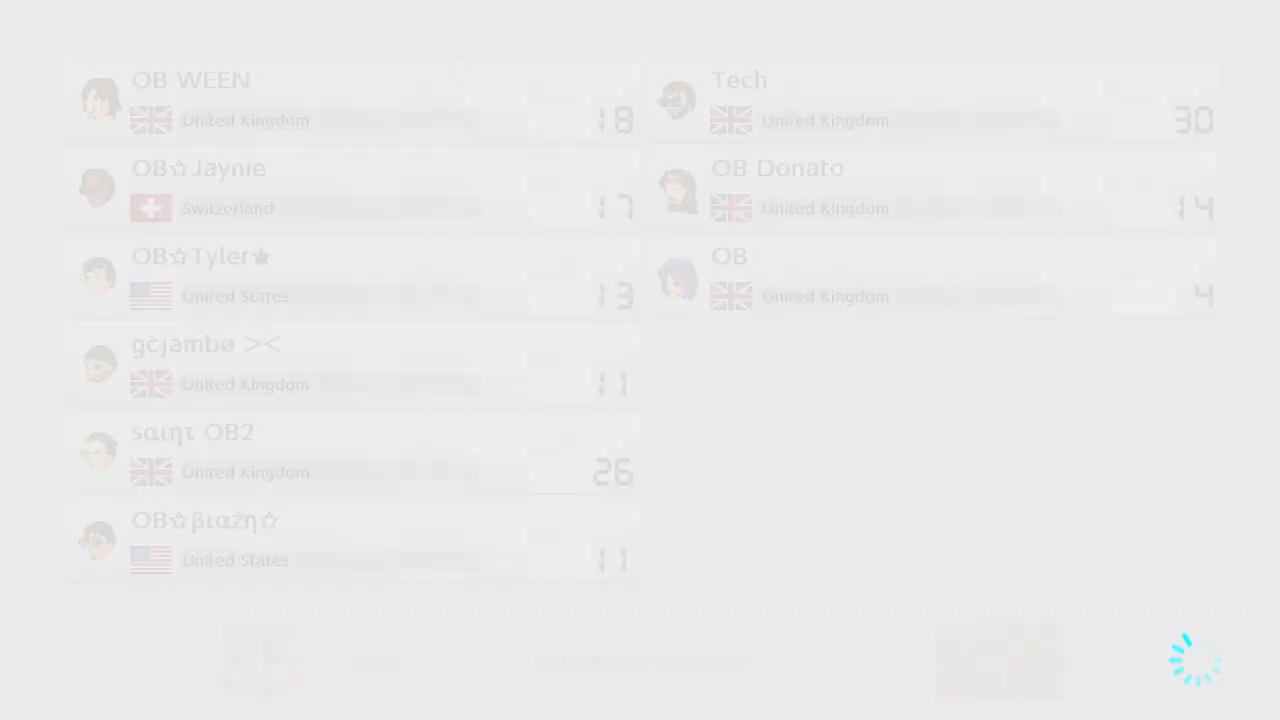 OB WEEN
United Kingdom 18
OB☆Jaynie
Switzerland 17
OB☆Tyler★
United States 13
gċjàmbø ><
United Kingdom 11
sαιητ OB2
United Kingdom 26
OB☆βιαźη☆
United States 11
Tech
United Kingdom 30
OB Donato
United Kingdom 14
OB
United Kingdom 4